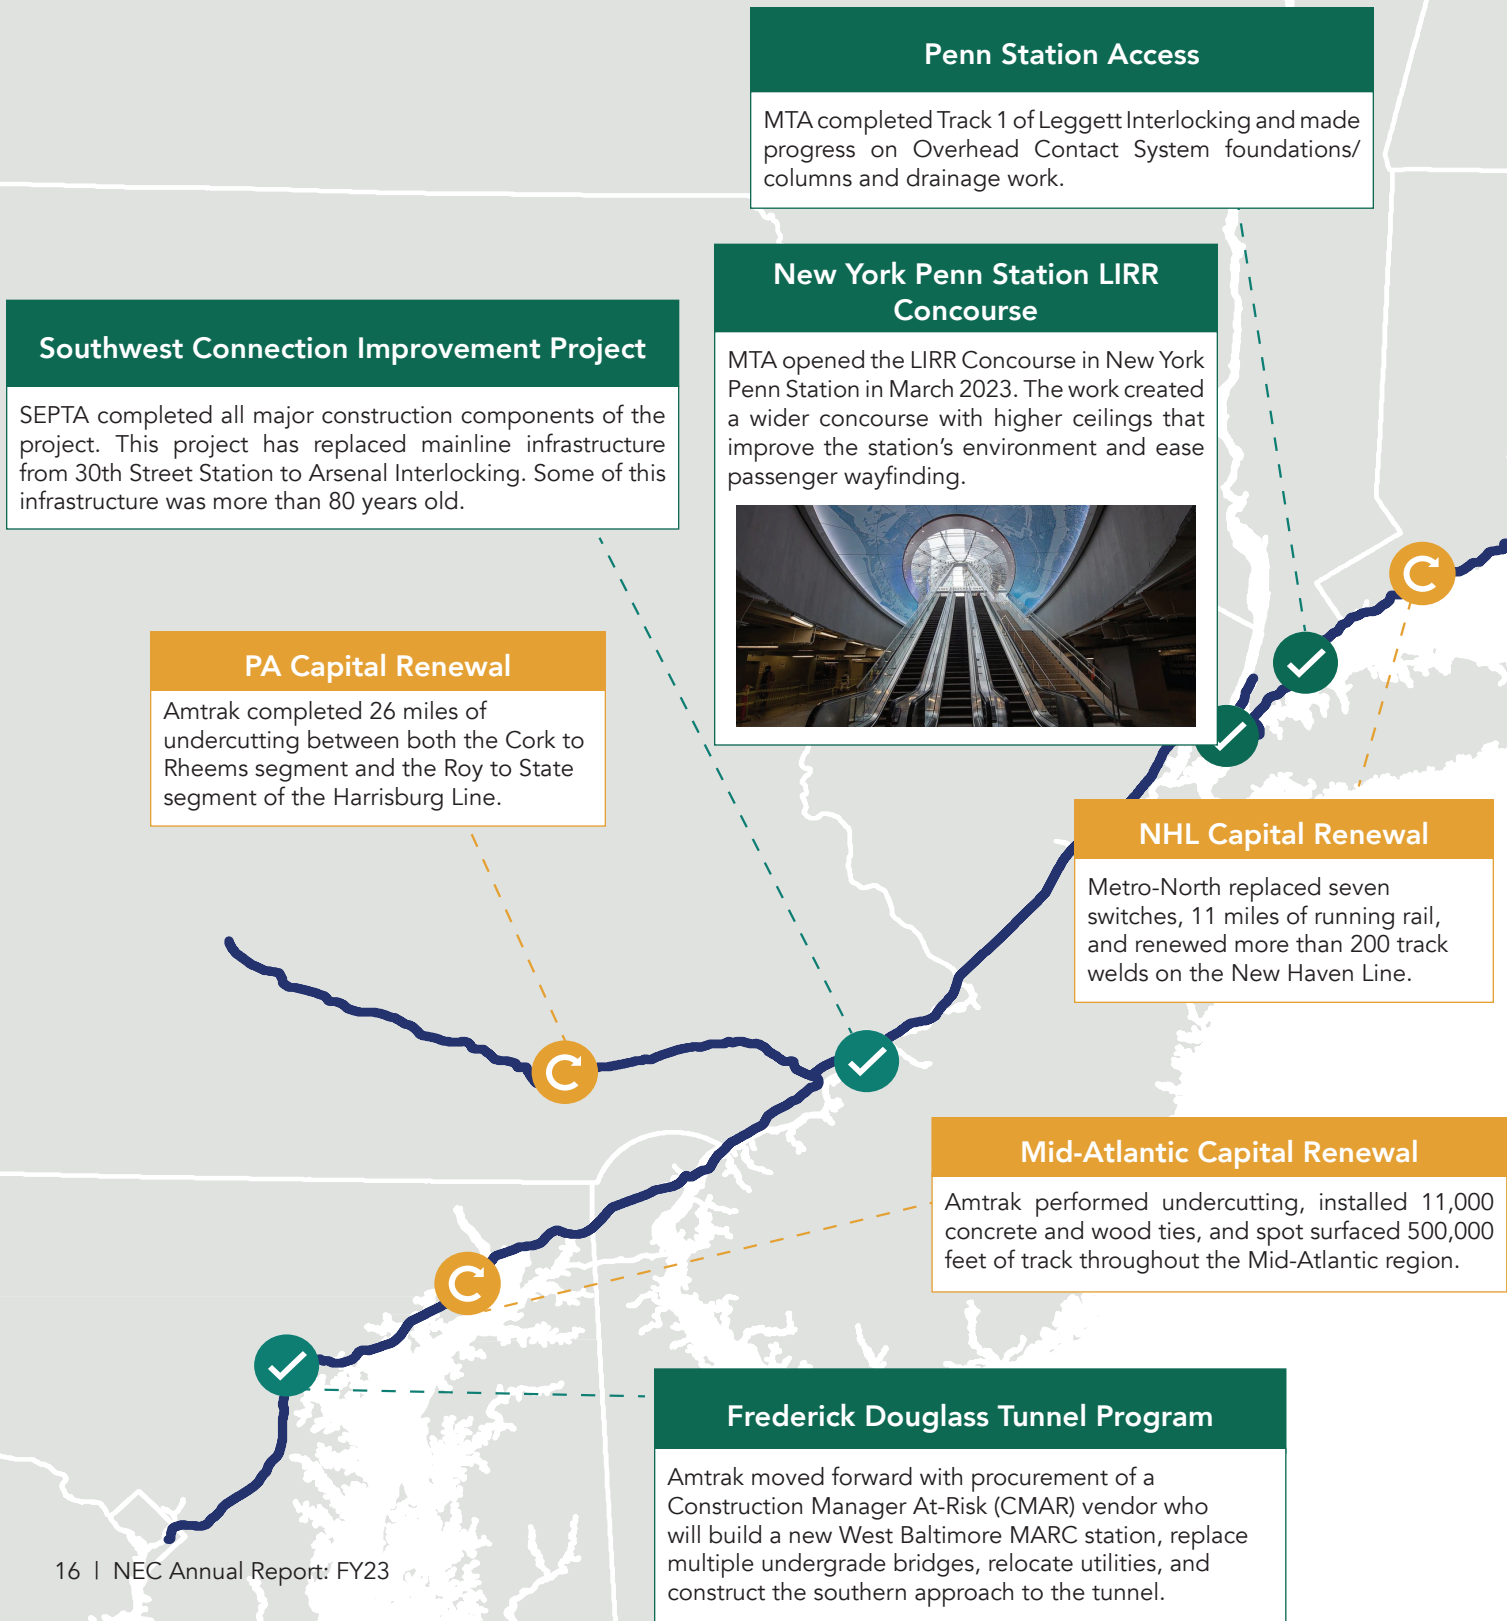 Penn Station Access
MTA completed Track 1 of Leggett Interlocking and made
progress on Overhead Contact System foundations/
columns and drainage work.
New York Penn Station LIRR
Concourse
MTA opened the LIRR Concourse in New York
Penn Station in March 2023. The work created
a wider concourse with higher ceilings that
improve the station's environment and ease
passenger wayfinding.
Southwest Connection Improvement Project
SEPTA completed all major construction components of the
project. This project has replaced mainline infrastructure
from 30th Street Station to Arsenal Interlocking. Some of this
infrastructure was more than 80 years old.
PA Capital Renewal
Amtrak completed 26 miles of
undercutting between both the Cork to
Rheems segment and the Roy to State
segment of the Harrisburg Line.
NHL Capital Renewal
Metro-North replaced seven
switches, 11 miles of running rail,
and renewed more than 200 track
welds on the New Haven Line.
Mid-Atlantic Capital Renewal
Amtrak performed undercutting, installed 11,000
concrete and wood ties, and spot surfaced 500,000
feet of track throughout the Mid-Atlantic region.
Frederick Douglass Tunnel Program
Amtrak moved forward with procurement of a
Construction Manager At-Risk (CMAR) vendor who
will build a new West Baltimore MARC station, replace
multiple undergrade bridges, relocate utilities, and
construct the southern approach to the tunnel.
16 | NEC Annual Report: FY23